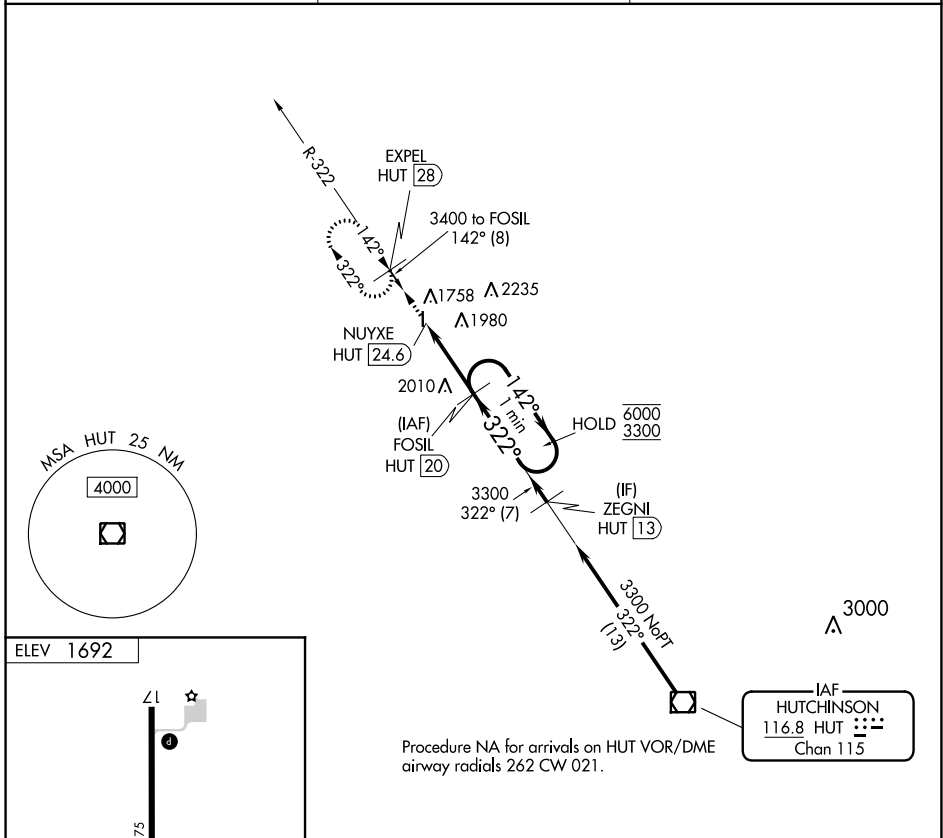 R-322
EXPEL
HUT 28
3400 to FOSIL
142° (8)
142°
322°
1758
2235
1980
NUYXE
HUT 24.6
2010
(IAF)
FOSIL
HUT 20
142°
1 min
322°
HOLD 6000
3300
3300
322° (7)
(IF)
ZEGNI
HUT 13
MSA HUT 25 NM
4000
3300 NoPT
322°
(13)
3000
IAF
HUTCHINSON
116.8 HUT
Chan 115
Procedure NA for arrivals on HUT VOR/DME
airway radials 262 CW 021.
ELEV 1692
17
P
75